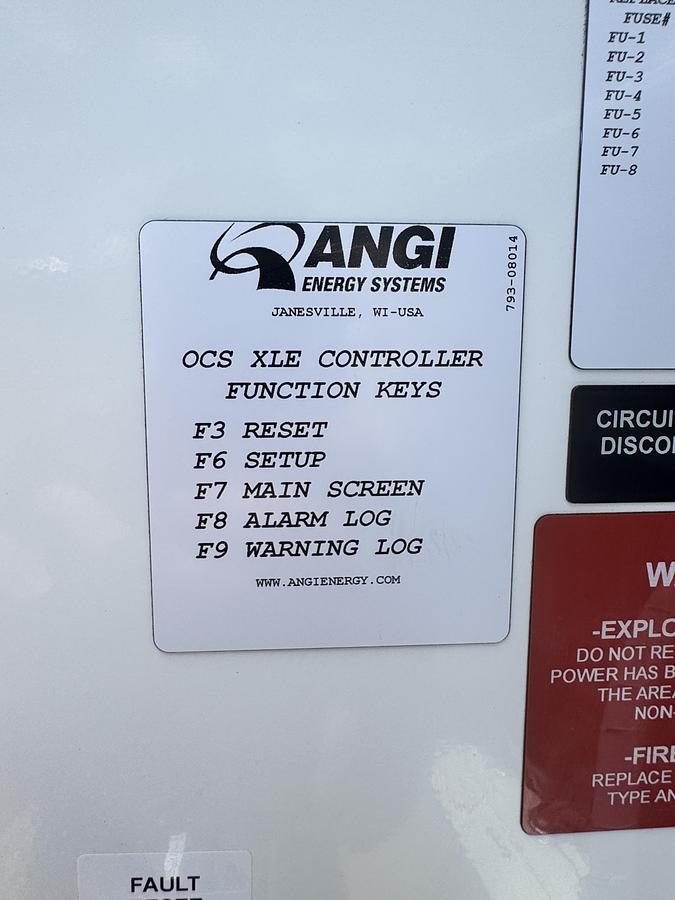 ANGI
ENERGY SYSTEMS
JANESVILLE, WI-USA
793-08014
OCS XLE CONTROLLER
FUNCTION KEYS
F3 RESET
F6 SETUP
F7 MAIN SCREEN
F8 ALARM LOG
F9 WARNING LOG
WWW.ANGIENERGY.COM
FUSE#
FU-1
FU-2
FU-3
FU-4
FU-5
FU-6
FU-7
FU-8
-EXPLO
DO NOT RE
POWER HAS B
THE AREA
NON-
-FIRE
REPLACE
TYPE AN
FAULT